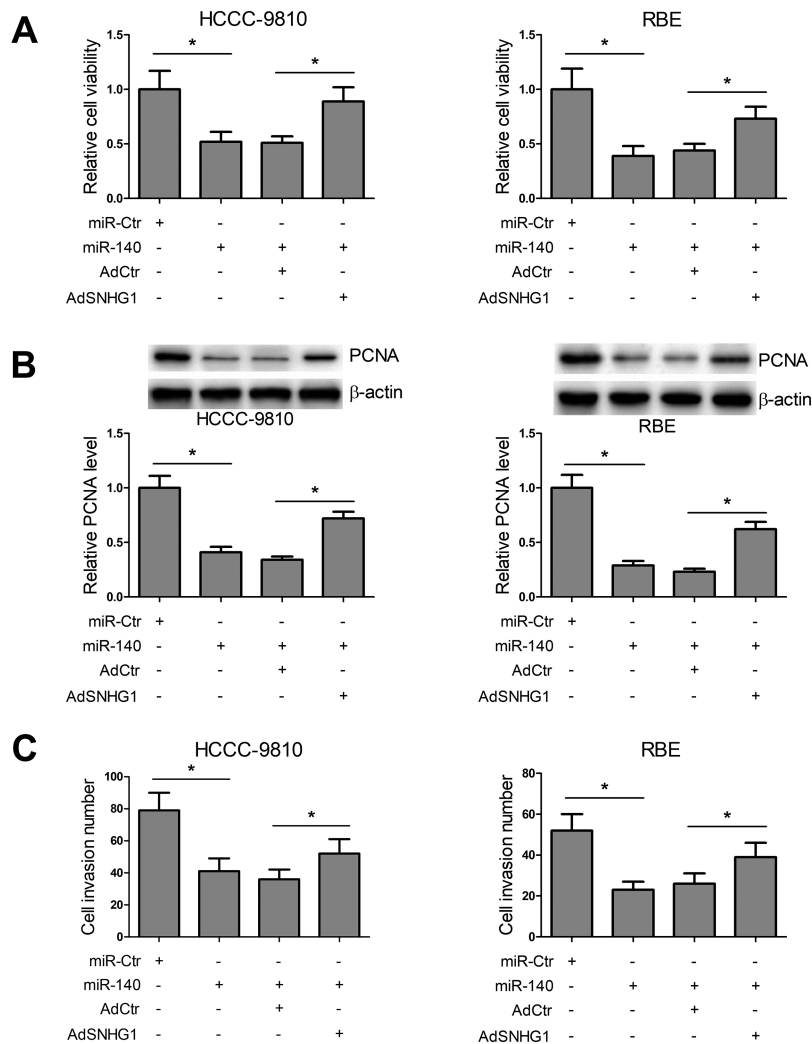 A
HCCC-9810
RBE
*
*
*
*
Relative cell viability
1.5
1.0
0.5
0.0
Relative cell viability
1.5
1.0
0.5
0.0
miR-Ctr + - - -
miR-140 - + + +
AdCtr - - + -
AdSNHG1 - - - +
miR-Ctr + - - -
miR-140 - + + +
AdCtr - - + -
AdSNHG1 - - - +
B
PCNA
β-actin
PCNA
β-actin
HCCC-9810
RBE
*
*
*
*
Relative PCNA level
1.5
1.0
0.5
0.0
Relative PCNA level
1.5
1.0
0.5
0.0
miR-Ctr + - - -
miR-140 - + + +
AdCtr - - + -
AdSNHG1 - - - +
miR-Ctr + - - -
miR-140 - + + +
AdCtr - - + -
AdSNHG1 - - - +
C
HCCC-9810
RBE
*
*
*
*
Cell invasion number
100
80
60
40
20
0
Cell invasion number
80
60
40
20
0
miR-Ctr + - - -
miR-140 - + + +
AdCtr - - + -
AdSNHG1 - - - +
miR-Ctr + - - -
miR-140 - + + +
AdCtr - - + -
AdSNHG1 - - - +